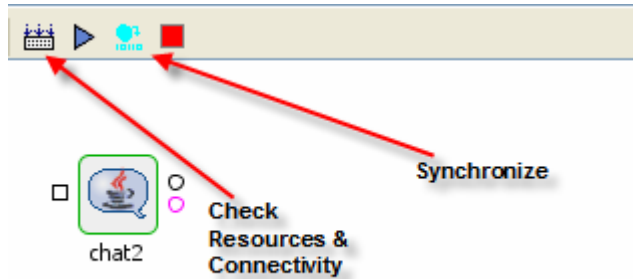 Synchronize
chat2
Check
Resources &
Connectivity